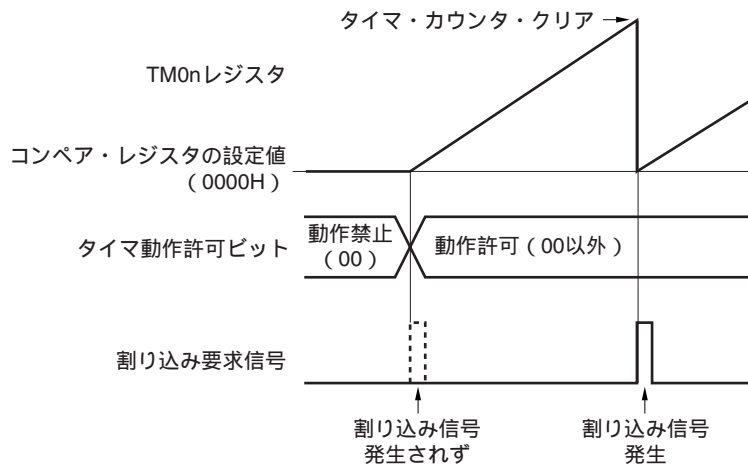 タイマ・カウンタ・クリア
TM0nレジスタ
コンペア・レジスタの設定値
(0000H)
タイマ動作許可ビット
動作禁止
(00)
動作許可(00以外)
割り込み要求信号
割り込み信号
発生されず
割り込み信号
発生